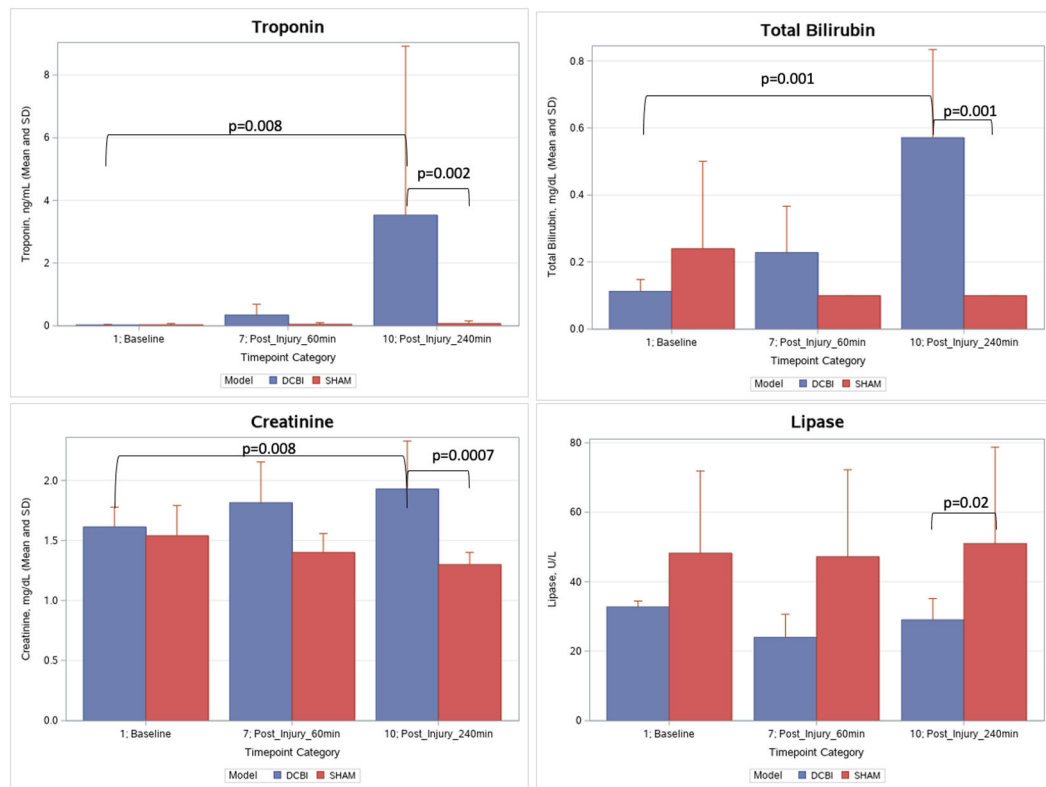 Troponin
8
6
4
2
0
Troponin, ng/mL (Mean and SD)
p=0.008
p=0.002
1; Baseline
7; Post_Injury_60min
10; Post_Injury_240min
Timepoint Category
Model DCBI SHAM
Total Bilirubin
0.8
0.6
0.4
0.2
0.0
Total Bilirubin, mg/dL (Mean and SD)
p=0.001
p=0.001
1; Baseline
7; Post_Injury_60min
10; Post_Injury_240min
Timepoint Category
Model DCBI SHAM
Creatinine
2.0
1.5
1.0
0.5
0.0
Creatinine, mg/dL (Mean and SD)
p=0.008
p=0.0007
1; Baseline
7; Post_Injury_60min
10; Post_Injury_240min
Timepoint Category
Model DCBI SHAM
Lipase
80
60
40
20
0
Lipase, U/L
p=0.02
1; Baseline
7; Post_Injury_60min
10; Post_Injury_240min
Timepoint Category
Model DCBI SHAM